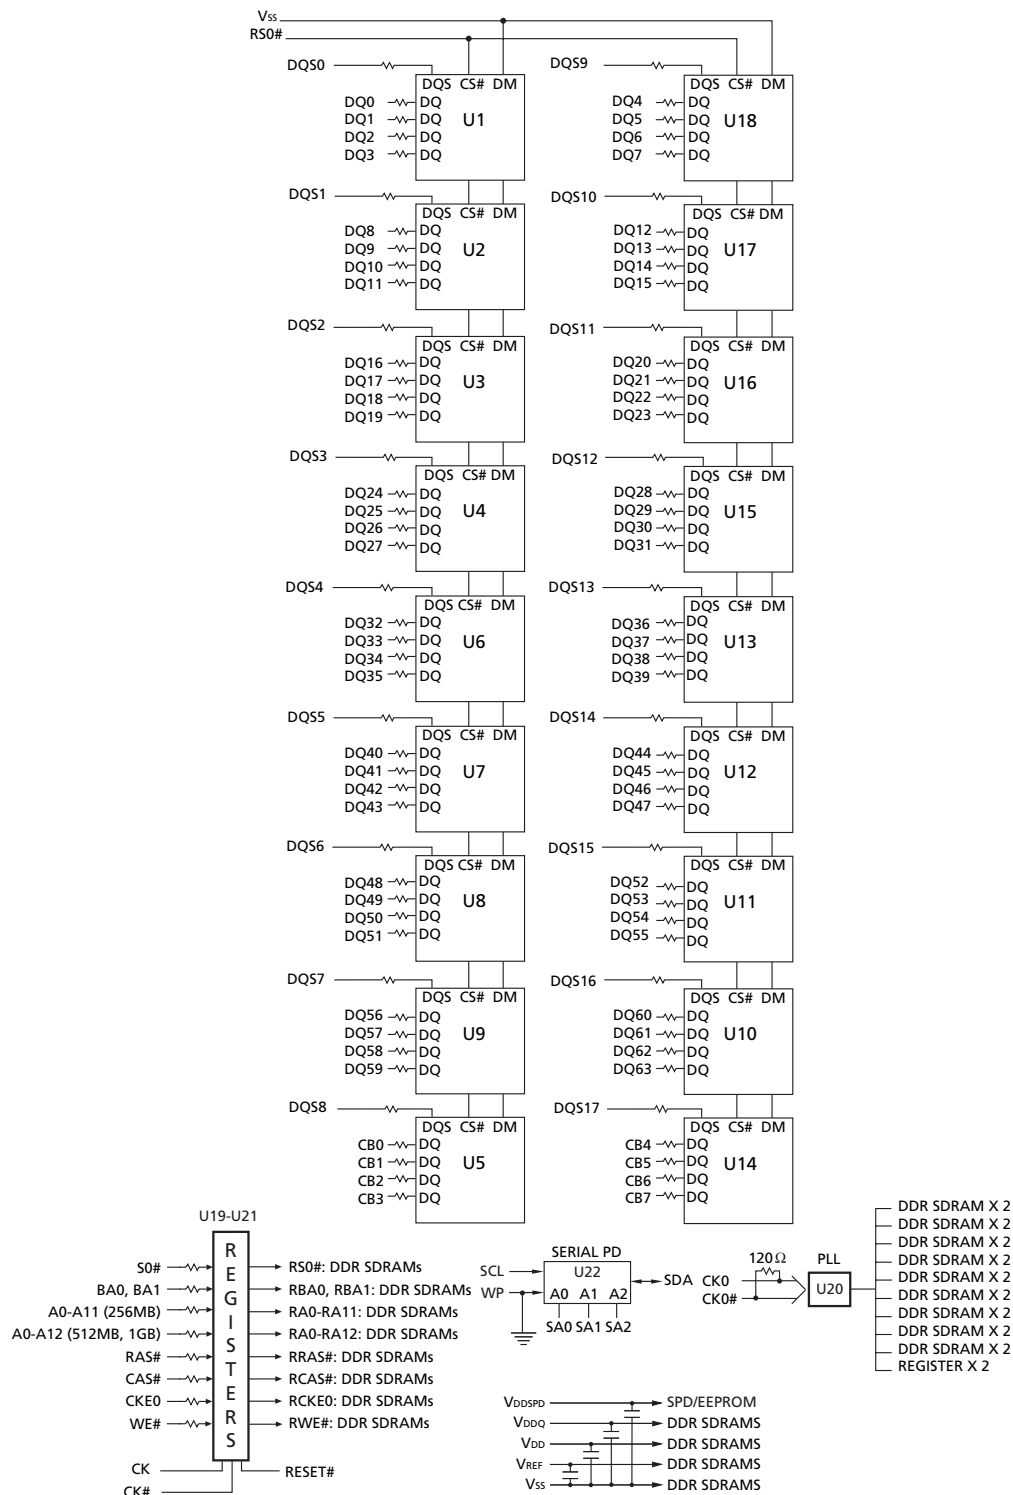 Vss
RS0#
DQS0
DQS9
DQS CS# DM
DQS CS# DM
DQ0 DQ
DQ1 DQ
DQ2 DQ
DQ3 DQ
U1
DQ4 DQ
DQ5 DQ
DQ6 DQ
DQ7 DQ
U18
DQS1
DQS10
DQS CS# DM
DQS CS# DM
DQ8 DQ
DQ9 DQ
DQ10 DQ
DQ11 DQ
U2
DQ12 DQ
DQ13 DQ
DQ14 DQ
DQ15 DQ
U17
DQS2
DQS11
DQS CS# DM
DQS CS# DM
DQ16 DQ
DQ17 DQ
DQ18 DQ
DQ19 DQ
U3
DQ20 DQ
DQ21 DQ
DQ22 DQ
DQ23 DQ
U16
DQS3
DQS12
DQS CS# DM
DQS CS# DM
DQ24 DQ
DQ25 DQ
DQ26 DQ
DQ27 DQ
U4
DQ28 DQ
DQ29 DQ
DQ30 DQ
DQ31 DQ
U15
DQS4
DQS13
DQS CS# DM
DQS CS# DM
DQ32 DQ
DQ33 DQ
DQ34 DQ
DQ35 DQ
U6
DQ36 DQ
DQ37 DQ
DQ38 DQ
DQ39 DQ
U13
DQS5
DQS14
DQS CS# DM
DQS CS# DM
DQ40 DQ
DQ41 DQ
DQ42 DQ
DQ43 DQ
U7
DQ44 DQ
DQ45 DQ
DQ46 DQ
DQ47 DQ
U12
DQS6
DQS15
DQS CS# DM
DQS CS# DM
DQ48 DQ
DQ49 DQ
DQ50 DQ
DQ51 DQ
U8
DQ52 DQ
DQ53 DQ
DQ54 DQ
DQ55 DQ
U11
DQS7
DQS16
DQS CS# DM
DQS CS# DM
DQ56 DQ
DQ57 DQ
DQ58 DQ
DQ59 DQ
U9
DQ60 DQ
DQ61 DQ
DQ62 DQ
DQ63 DQ
U10
DQS8
DQS17
DQS CS# DM
DQS CS# DM
CB0 DQ
CB1 DQ
CB2 DQ
CB3 DQ
U5
CB4 DQ
CB5 DQ
CB6 DQ
CB7 DQ
U14
U19-U21
REGISTERS
S0#
RS0#: DDR SDRAMs
BA0, BA1
RBA0, RBA1: DDR SDRAMs
A0-A11 (256MB)
RA0-RA11: DDR SDRAMs
A0-A12 (512MB, 1GB)
RA0-RA12: DDR SDRAMs
RAS#
RRAS#: DDR SDRAMs
CAS#
RCAS#: DDR SDRAMs
CKE0
RCKE0: DDR SDRAMs
WE#
RWE#: DDR SDRAMs
CK
RESET#
CK#
SERIAL PD
U22
SCL
WP
A0 A1 A2
SDA
SA0 SA1 SA2
120Ω
CK0
CK0#
PLL
U20
DDR SDRAM X 2
DDR SDRAM X 2
DDR SDRAM X 2
DDR SDRAM X 2
DDR SDRAM X 2
DDR SDRAM X 2
DDR SDRAM X 2
DDR SDRAM X 2
DDR SDRAM X 2
REGISTER X 2
VDDSPD SPD/EEPROM
VDDQ DDR SDRAMS
VDD DDR SDRAMS
VREF DDR SDRAMS
Vss DDR SDRAMS